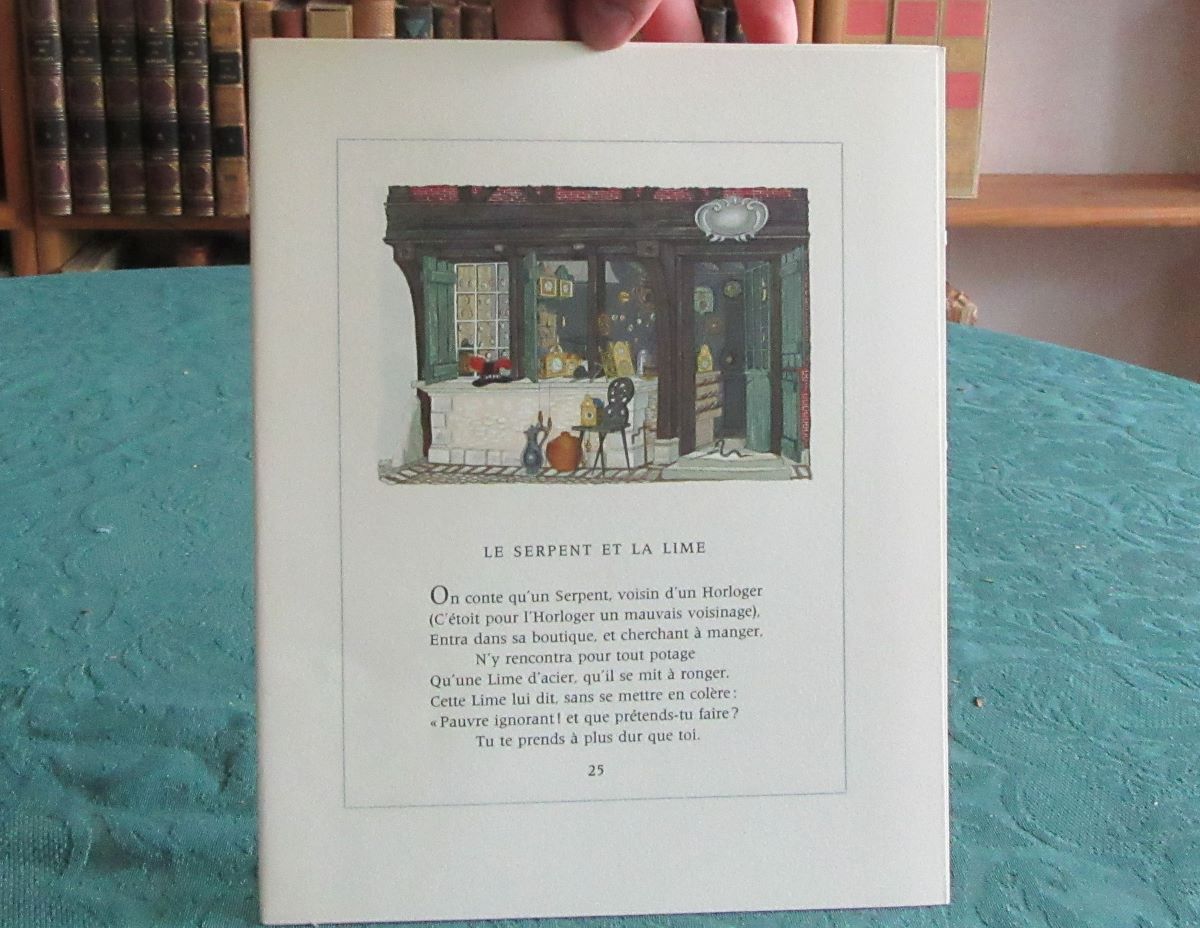 LE SERPENT ET LA LIME
On conte qu'un Serpent, voisin d'un Horloger
(C'étoit pour l'Horloger un mauvais voisinage),
Entra dans sa boutique, et cherchant à manger,
N'y rencontra pour tout potage
Qu'une Lime d'acier, qu'il se mit à ronger.
Cette Lime lui dit, sans se mettre en colère :
« Pauvre ignorant ! et que prétends-tu faire ?
Tu te prends à plus dur que toi.
25